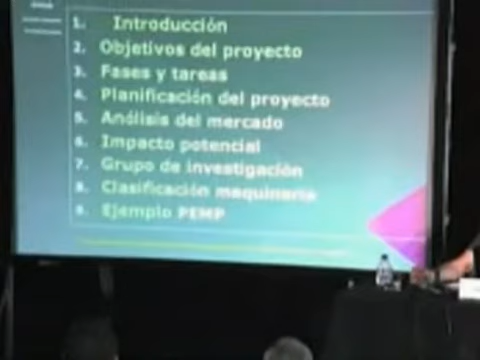 1. Introducción
2. Objetivos del proyecto
3. Fases y tareas
4. Planificación del proyecto
5. Análisis del mercado
6. Impacto potencial
7. Grupo de investigación
8. Clasificación maquinaria
9. Ejemplo PEMP